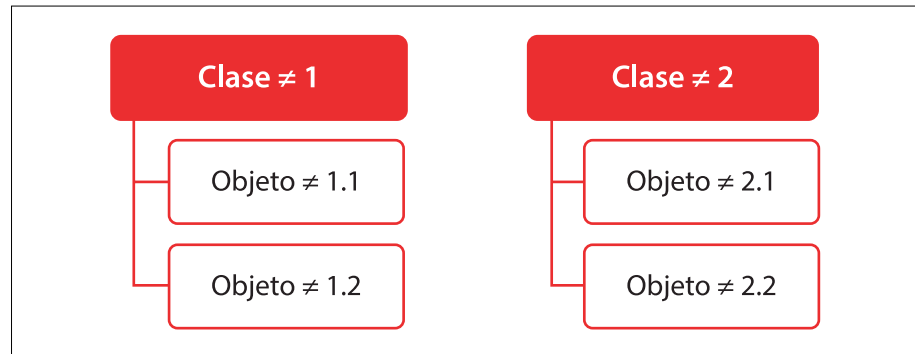 Clase ≠ 1
Objeto ≠ 1.1
Objeto ≠ 1.2
Clase ≠ 2
Objeto ≠ 2.1
Objeto ≠ 2.2